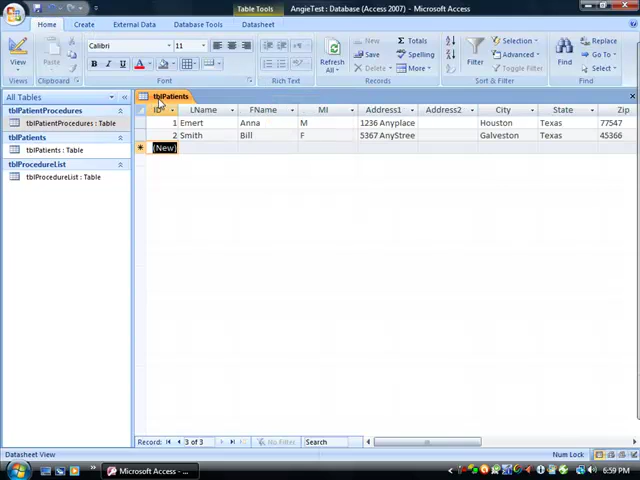 Table Tools AngieTest : Database (Access 2007) - Microsoft Access
Home Create External Data Database Tools Datasheet
View
Views
Paste
Clipboard
Calibri 11
B I U A
Font
Rich Text
Refresh All
New Totals
Save Spelling
Delete More
Records
Filter
Selection
Advanced
Toggle Filter
Sort & Filter
Find
Replace
Go To
Select
Find
All Tables
tblPatientProcedures
tblPatientProcedures : Table
tblPatients
tblPatients : Table
tblProcedureList
tblProcedureList : Table
tblPatients
ID LName FName MI Address1 Address2 City State Zip
1 Emert Anna M 1236 Anyplace Houston Texas 77547
2 Smith Bill F 5367 AnyStree Galveston Texas 45366
* (New)
Record: 3 of 3 No Filter Search
Datasheet View Num Lock
Microsoft Access - ... 6:59 PM